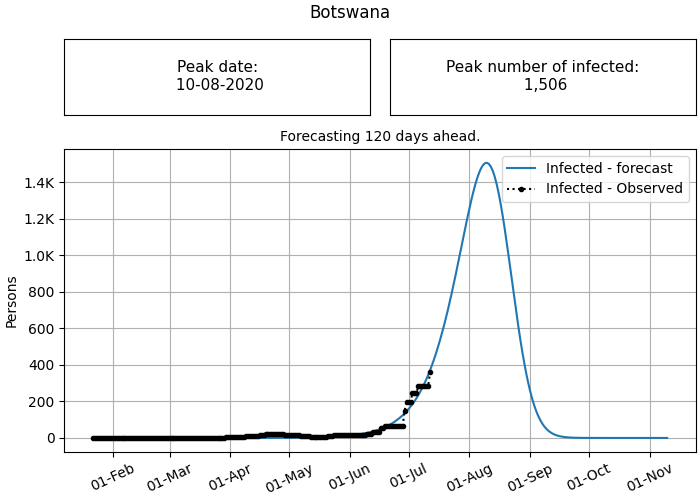 Botswana
Peak date:
10-08-2020
Peak number of infected:
1,506
Forecasting 120 days ahead.
Infected - forecast
Infected - Observed
1.4K
1.2K
1.0K
800
600
400
200
0
Persons
01-Feb
01-Mar
01-Apr
01-May
01-Jun
01-Jul
01-Aug
01-Sep
01-Oct
01-Nov